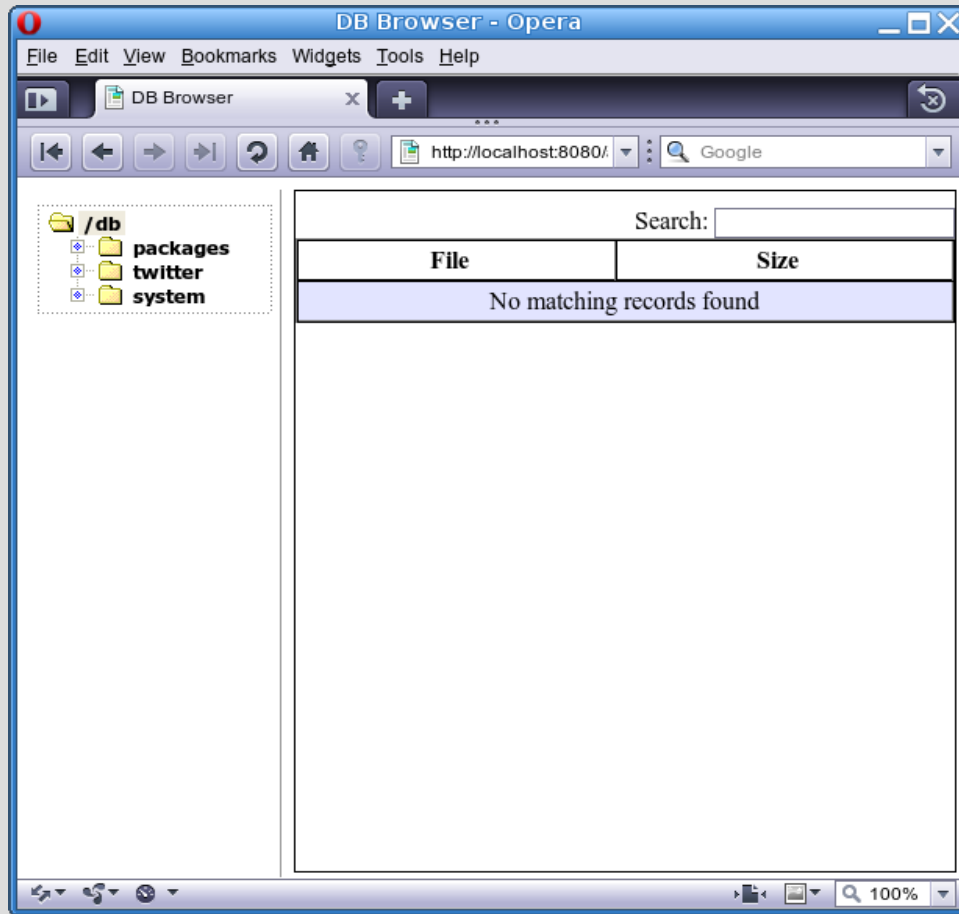 DB Browser - Opera
File Edit View Bookmarks Widgets Tools Help
DB Browser
http://localhost:8080/ Google
/db
packages
twitter
system
Search:
File Size
No matching records found
100%